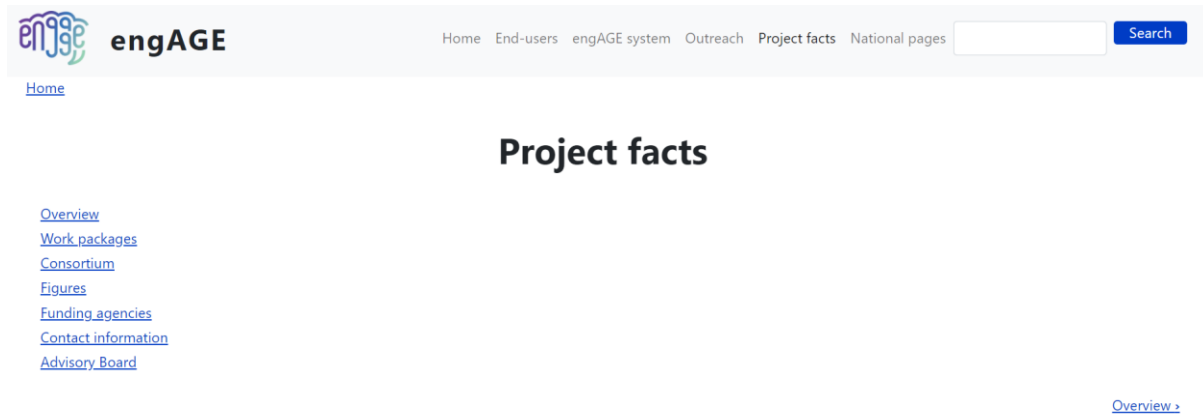 engage engAGE Home End-users engAGE system Outreach Project facts National pages Search
Home
Project facts
Overview
Work packages
Consortium
Figures
Funding agencies
Contact information
Advisory Board
Overview ›